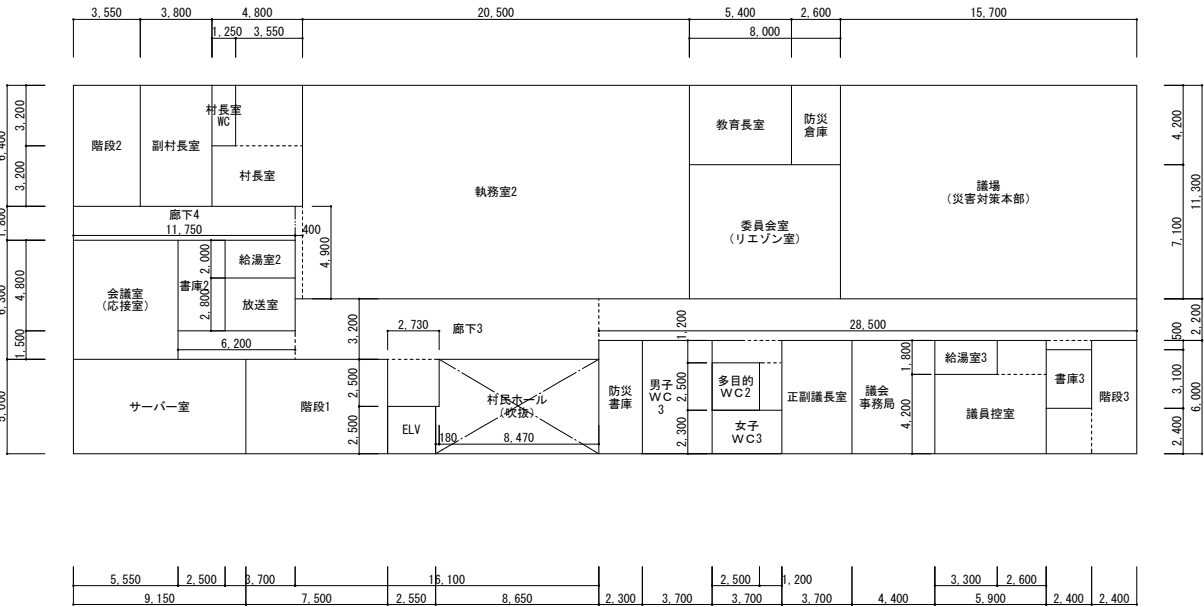 3,550 3,800 4,800 20,500 5,400 2,600 15,700
1,250 3,550 8,000
村長室
WC
階段2
副村長室
村長室
教育長室
防災
倉庫
執務室2
議場
(災害対策本部)
委員会室
(リエゾン室)
廊下4
11,750
400
4,900
会議室
(応接室)
書庫2
2,000
2,800
給湯室2
放送室
6,200
3,200
2,730
廊下3
1,200
28,500
サーバー室
階段1
2,500
2,500
ELV
村民ホール
(吹抜)
180
8,470
防災
書庫
男子
WC
3
2,500
2,300
多目的
WC2
女子
WC3
正副議長室
議会
事務局
1,800
4,200
給湯室3
議員控室
書庫3
階段3
6,400
3,200
3,200
1,800
6,300
4,800
1,500
5,000
4,200
7,100
11,300
2,200
500
3,100
2,400
6,000
5,550 2,500 3,700 16,100 2,500 1,200 3,300 2,600
9,150 7,500 2,550 8,650 2,300 3,700 3,700 3,700 4,400 5,900 2,400 2,400